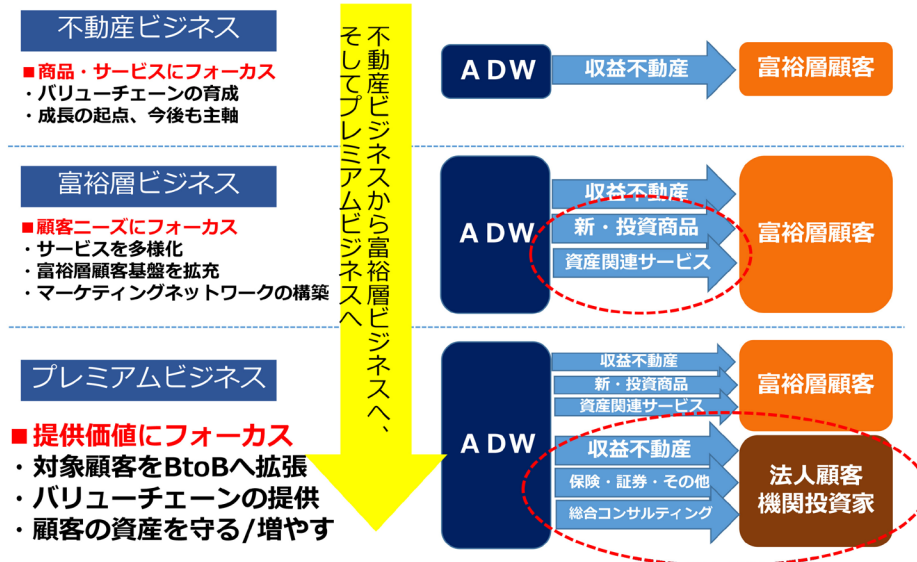 不動産ビジネス
■商品・サービスにフォーカス
・バリューチェーンの育成
・成長の起点、今後も主軸
不動産ビジネスから富裕層ビジネスへ、
そしてプレミアムビジネスへ
ADW
収益不動産
富裕層顧客
富裕層ビジネス
■顧客ニーズにフォーカス
・サービスを多様化
・富裕層顧客基盤を拡充
・マーケティングネットワークの構築
ADW
収益不動産
新・投資商品
資産関連サービス
富裕層顧客
プレミアムビジネス
■提供価値にフォーカス
・対象顧客をBtoBへ拡張
・バリューチェーンの提供
・顧客の資産を守る/増やす
ADW
収益不動産
新・投資商品
資産関連サービス
富裕層顧客
収益不動産
保険・証券・その他
総合コンサルティング
法人顧客
機関投資家